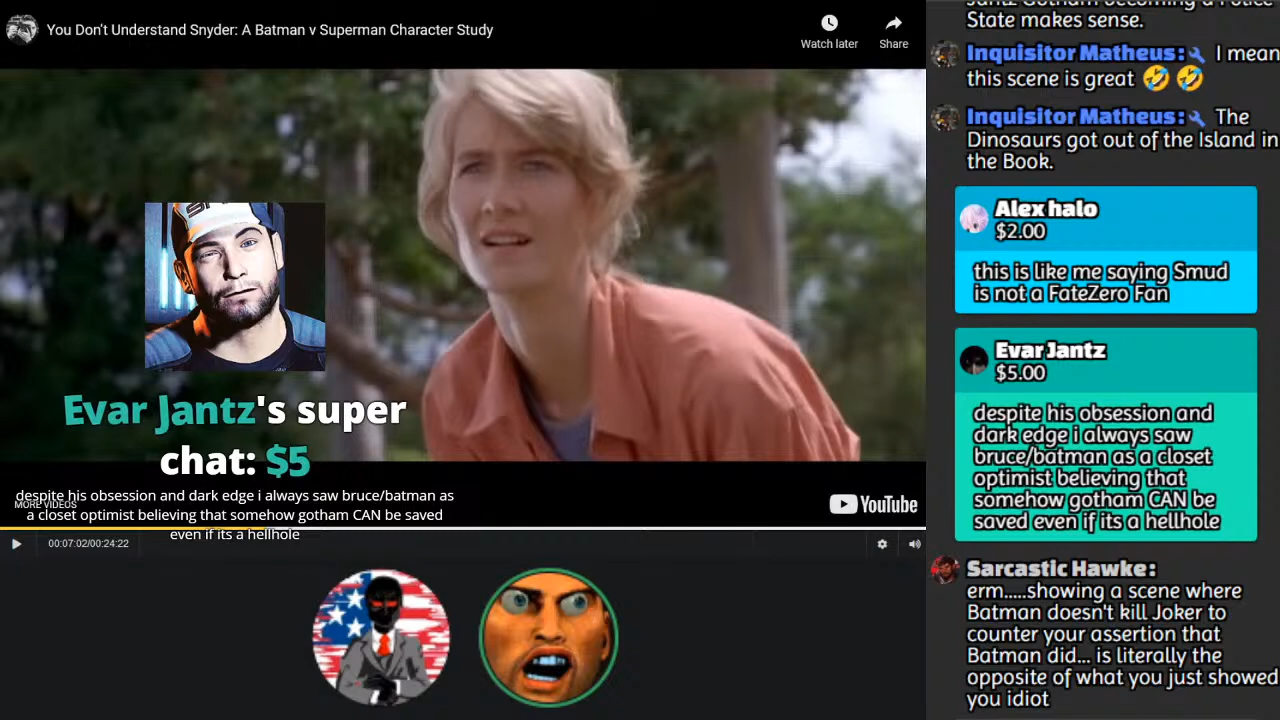 You Don't Understand Snyder: A Batman v Superman Character Study
Watch later
Share
Evar Jantz's super
chat: $5
despite his obsession and dark edge i always saw bruce/batman as
MORE VIDEOS
a closet optimist believing that somehow gotham CAN be saved
even if its a hellhole
YouTube
00:07:02/00:24:22
State makes sense.
Inquisitor Matheus: I mean
this scene is great 🤣 🤣
Inquisitor Matheus: The
Dinosaurs got out of the Island in
the Book.
Alex halo
$2.00
this is like me saying Smud
is not a FateZero Fan
Evar Jantz
$5.00
despite his obsession and
dark edge i always saw
bruce/batman as a closet
optimist believing that
somehow gotham CAN be
saved even if its a hellhole
Sarcastic Hawke:
erm.....showing a scene where
Batman doesn't kill Joker to
counter your assertion that
Batman did... is literally the
opposite of what you just showed
you idiot